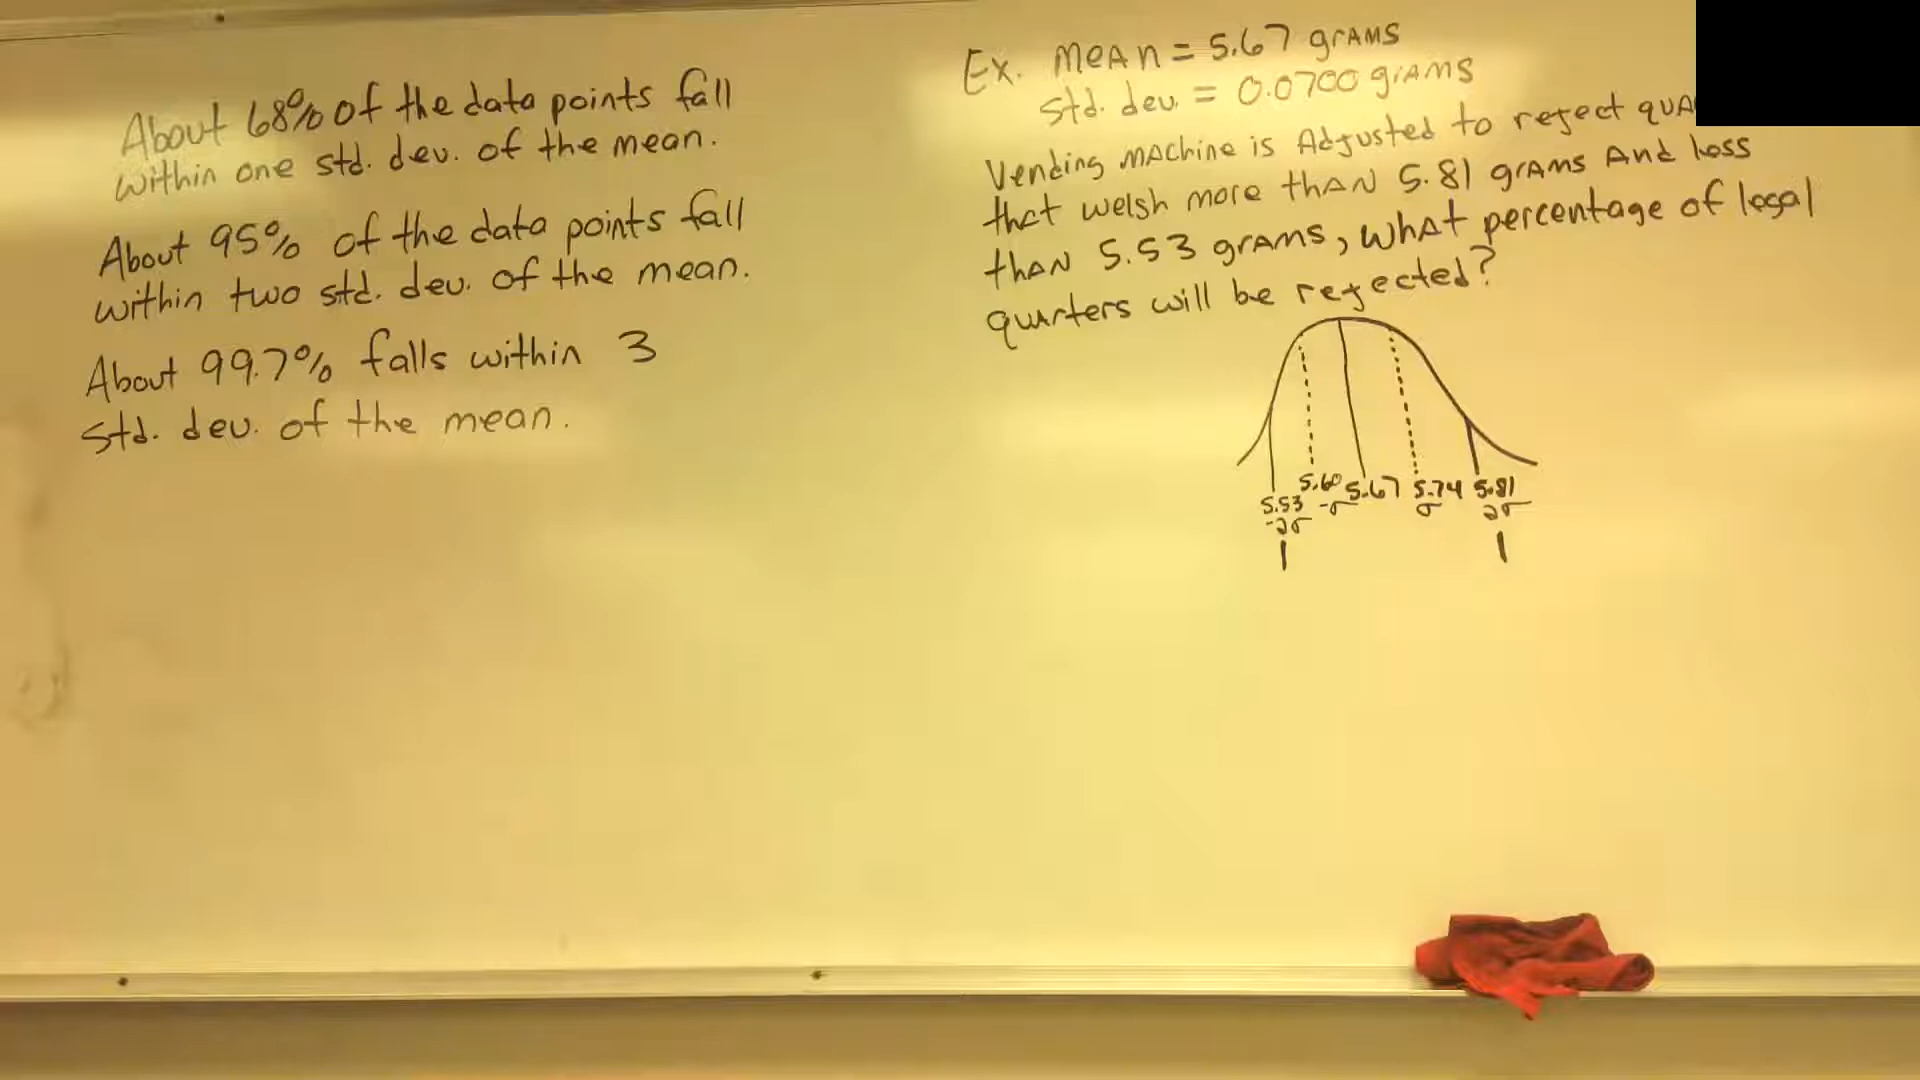 About 68% of the data points fall
within one std. dev. of the mean.
About 95% of the data points fall
within two std. dev. of the mean.
About 99.7% falls within 3
std. dev. of the mean.
Ex. mean = 5.67 grams
std. dev. = 0.0700 grams
Vending machine is Adjusted to reject
that weigh more than 5.81 grams And less
than 5.53 grams, what percentage of legal
quarters will be rejected?
5.53 5.60 5.67 5.74 5.81
-2σ -σ σ 2σ